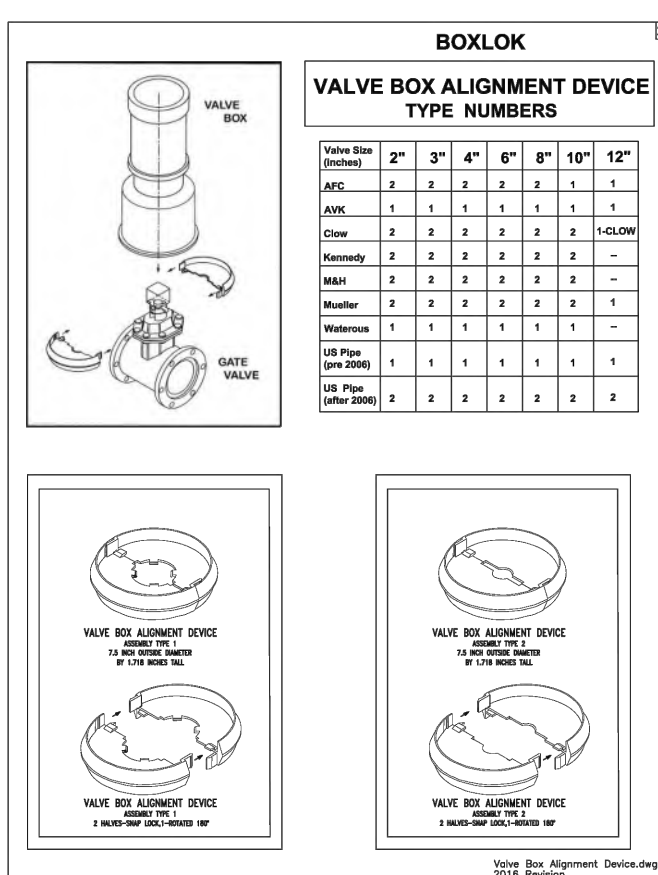 BOXLOK
VALVE BOX ALIGNMENT DEVICE
TYPE NUMBERS
VALVE
BOX
GATE
VALVE
Valve Size (inches) 2" 3" 4" 6" 8" 10" 12"
AFC 2 2 2 2 2 1 1
AVK 1 1 1 1 1 1 1
Clow 2 2 2 2 2 2 1-CLOW
Kennedy 2 2 2 2 2 2 --
M&H 2 2 2 2 2 2 --
Mueller 2 2 2 2 2 2 1
Waterous 1 1 1 1 1 1 --
US Pipe (pre 2006) 1 1 1 1 1 1 1
US Pipe (after 2006) 2 2 2 2 2 2 2
VALVE BOX ALIGNMENT DEVICE
ASSEMBLY TYPE 1
7.5 INCH OUTSIDE DIAMETER
BY 1.718 INCHES TALL
VALVE BOX ALIGNMENT DEVICE
ASSEMBLY TYPE 1
2 HALVES-SNAP LOCK,1-ROTATED 180°
VALVE BOX ALIGNMENT DEVICE
ASSEMBLY TYPE 2
7.5 INCH OUTSIDE DIAMETER
BY 1.718 INCHES TALL
VALVE BOX ALIGNMENT DEVICE
ASSEMBLY TYPE 2
2 HALVES-SNAP LOCK,1-ROTATED 180°
Valve Box Alignment Device.dwg
2016 Revision